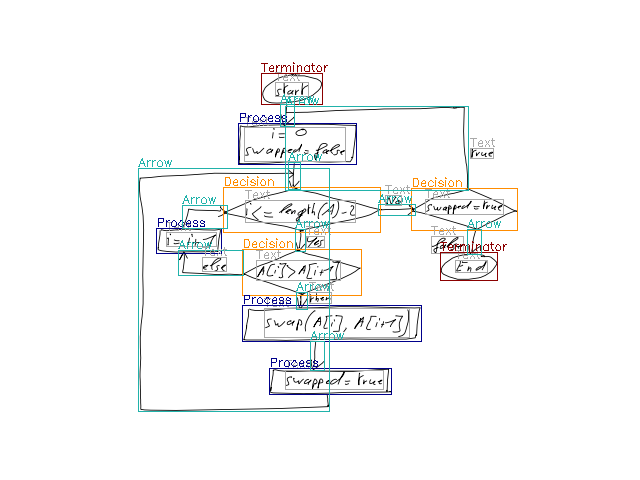 Terminator
Text
start
Arrow
Process
i = 0
swapped = false
Text
true
Arrow
Arrow
Decision
Text
i <= length(A)-2
Arrow
Text
No
Arrow
Decision
Text
swapped = true
Arrow
Process
i = i+1
Arrow
Text
else
Decision
Text
A[i] > A[i+1]
Yes
Text
false
Arrow
Terminator
End
Process
Arrow
then
swap(A[i], A[i+1])
Arrow
Process
swapped = true